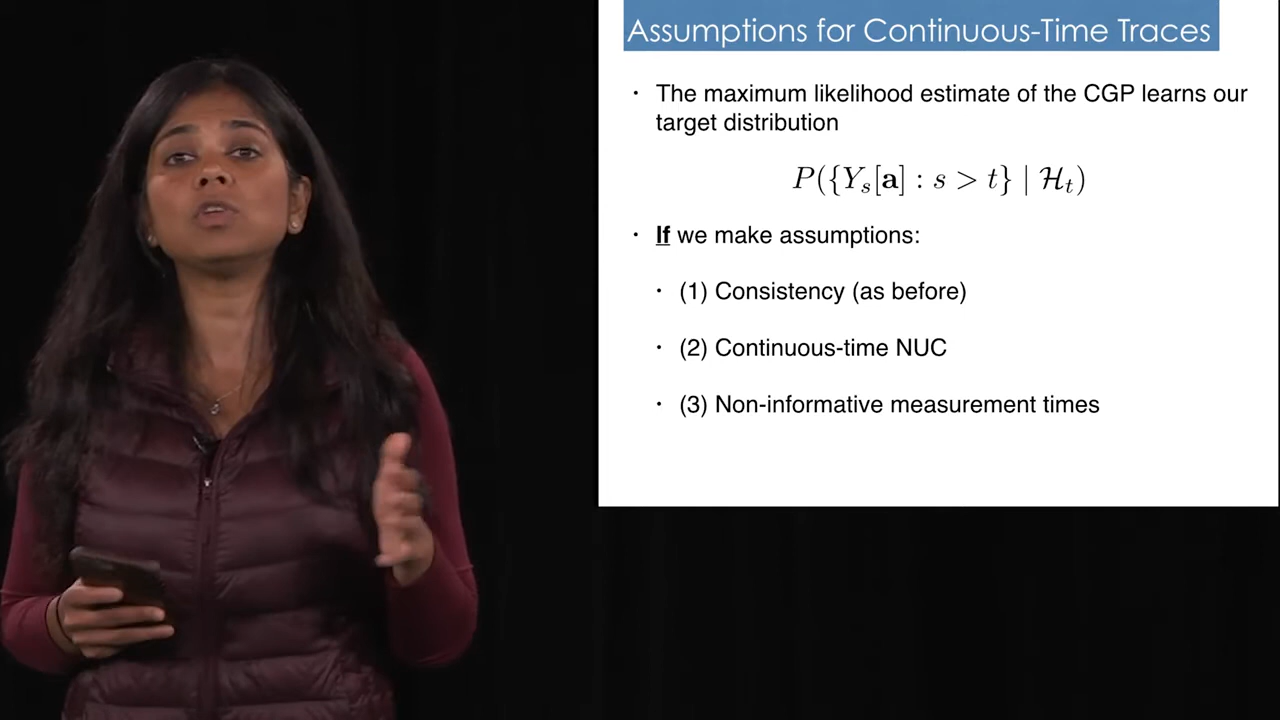 Assumptions for Continuous-Time Traces
• The maximum likelihood estimate of the CGP learns our
target distribution
P({Y_s[𝐚] : s > t} | ℋ_t)
• If we make assumptions:
• (1) Consistency (as before)
• (2) Continuous-time NUC
• (3) Non-informative measurement times